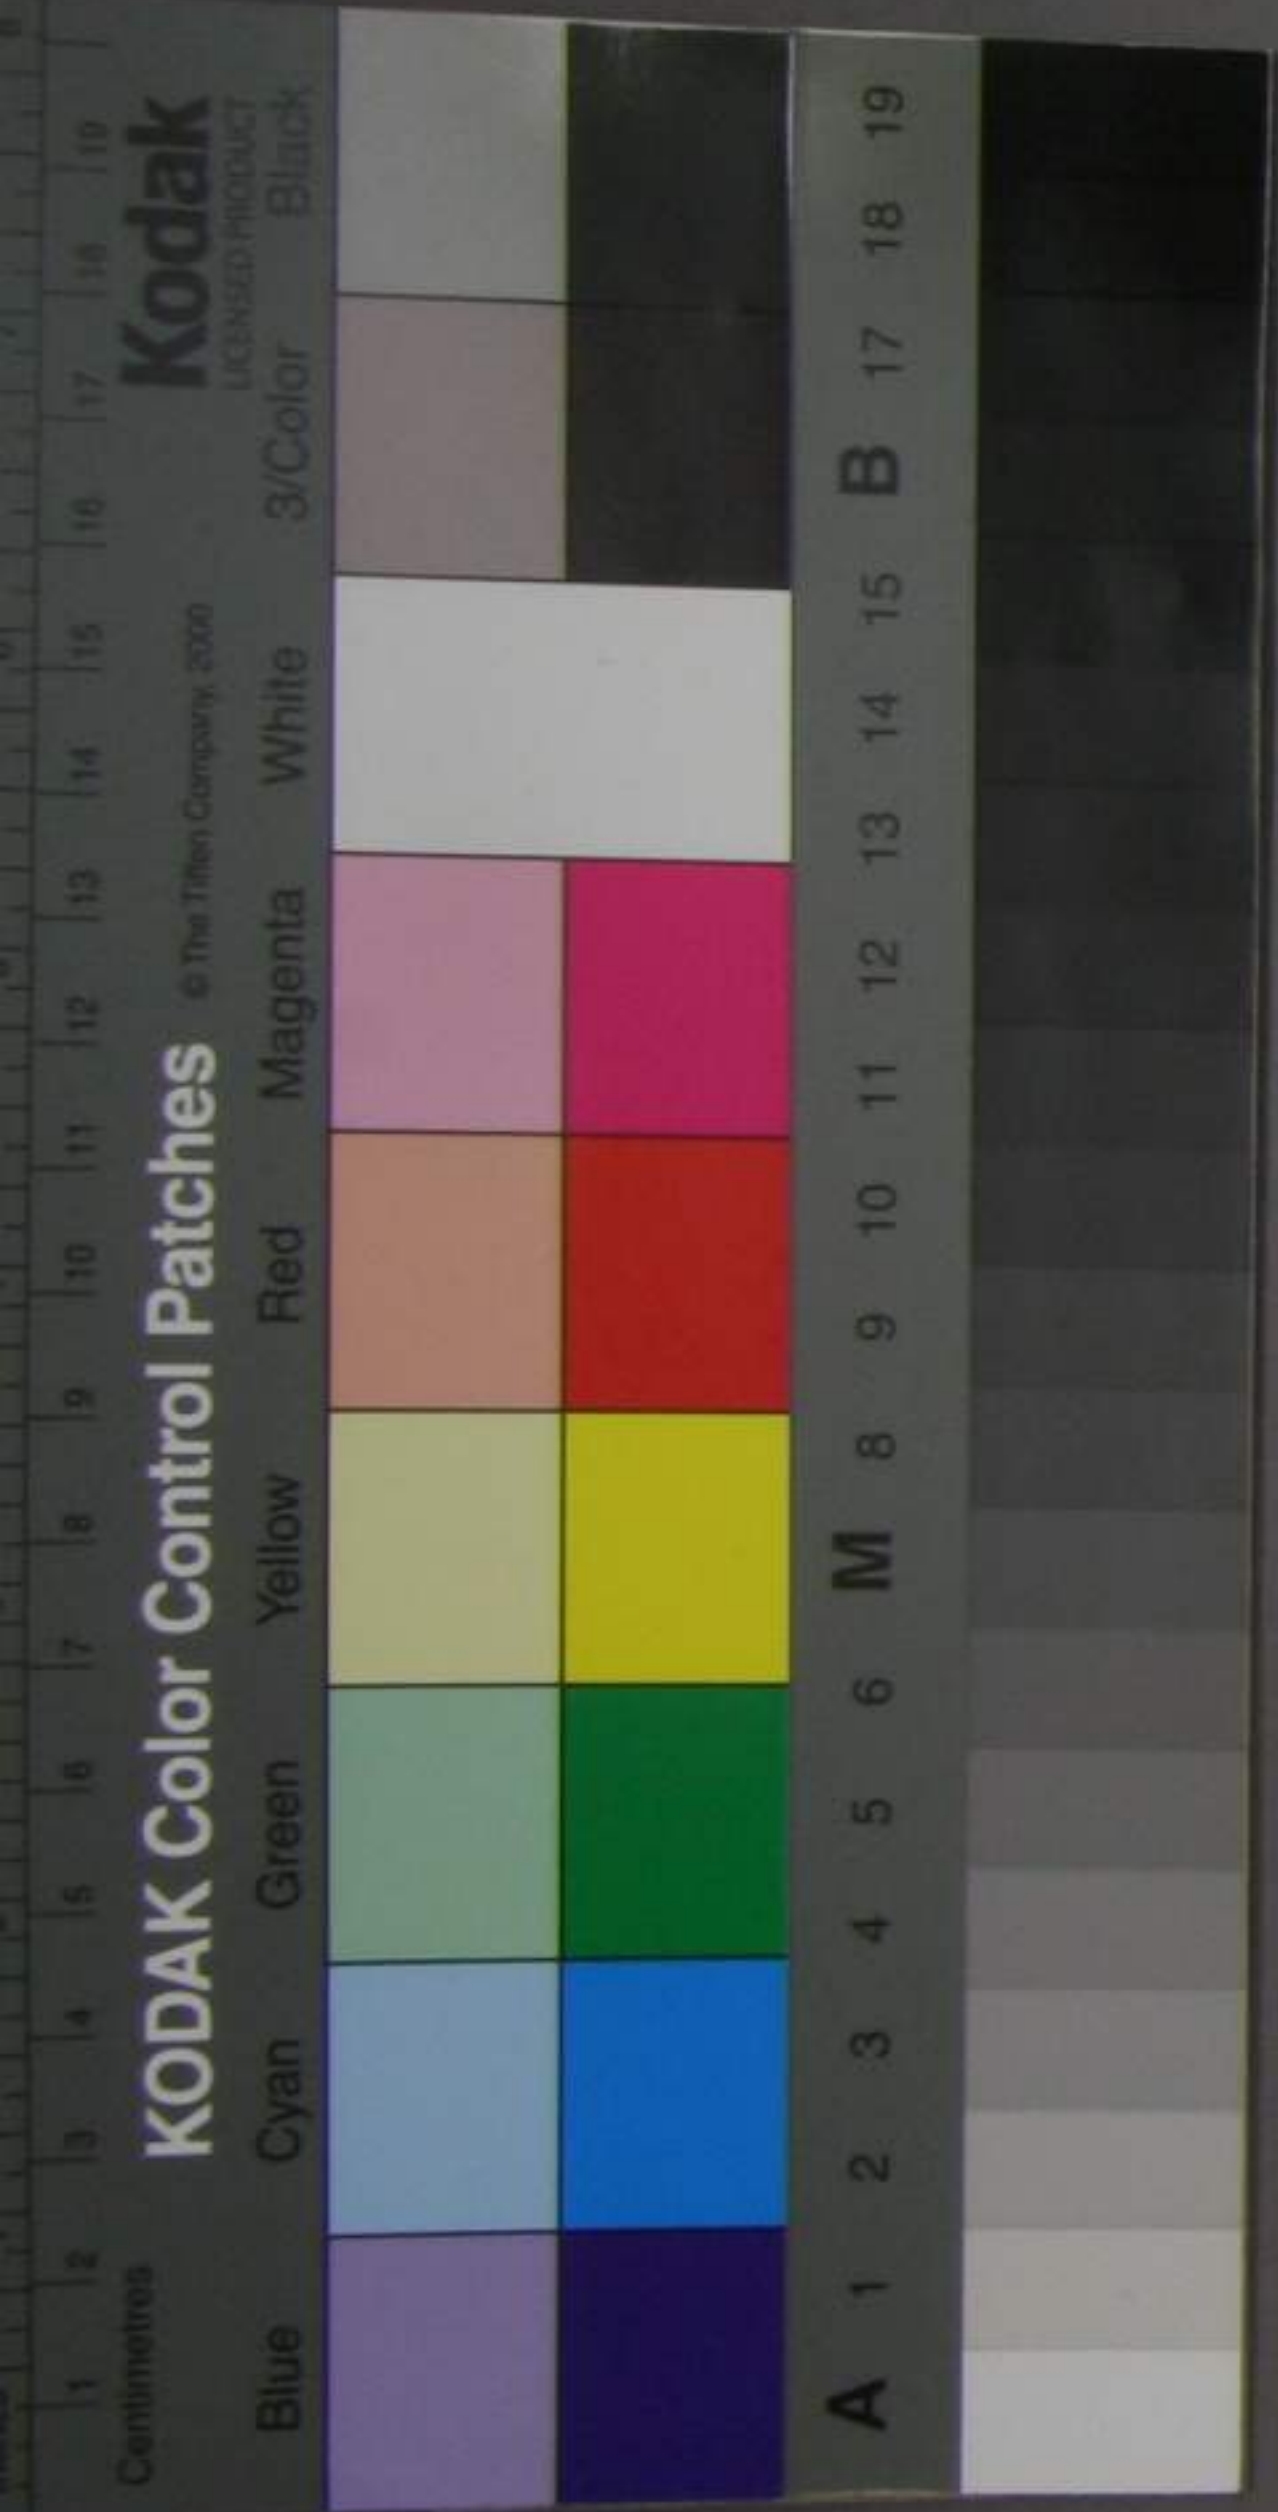 Centimetres
1 2 3 4 5 6 7 8 9 10 11 12 13 14 15 16 17 18 19
KODAK Color Control Patches
© The Tiffen Company, 2000
Kodak
LICENSED PRODUCT
Blue Cyan Green Yellow Red Magenta White 3/Color Black
A 1 2 3 4 5 6 M 8 9 10 11 12 13 14 15 B 17 18 19